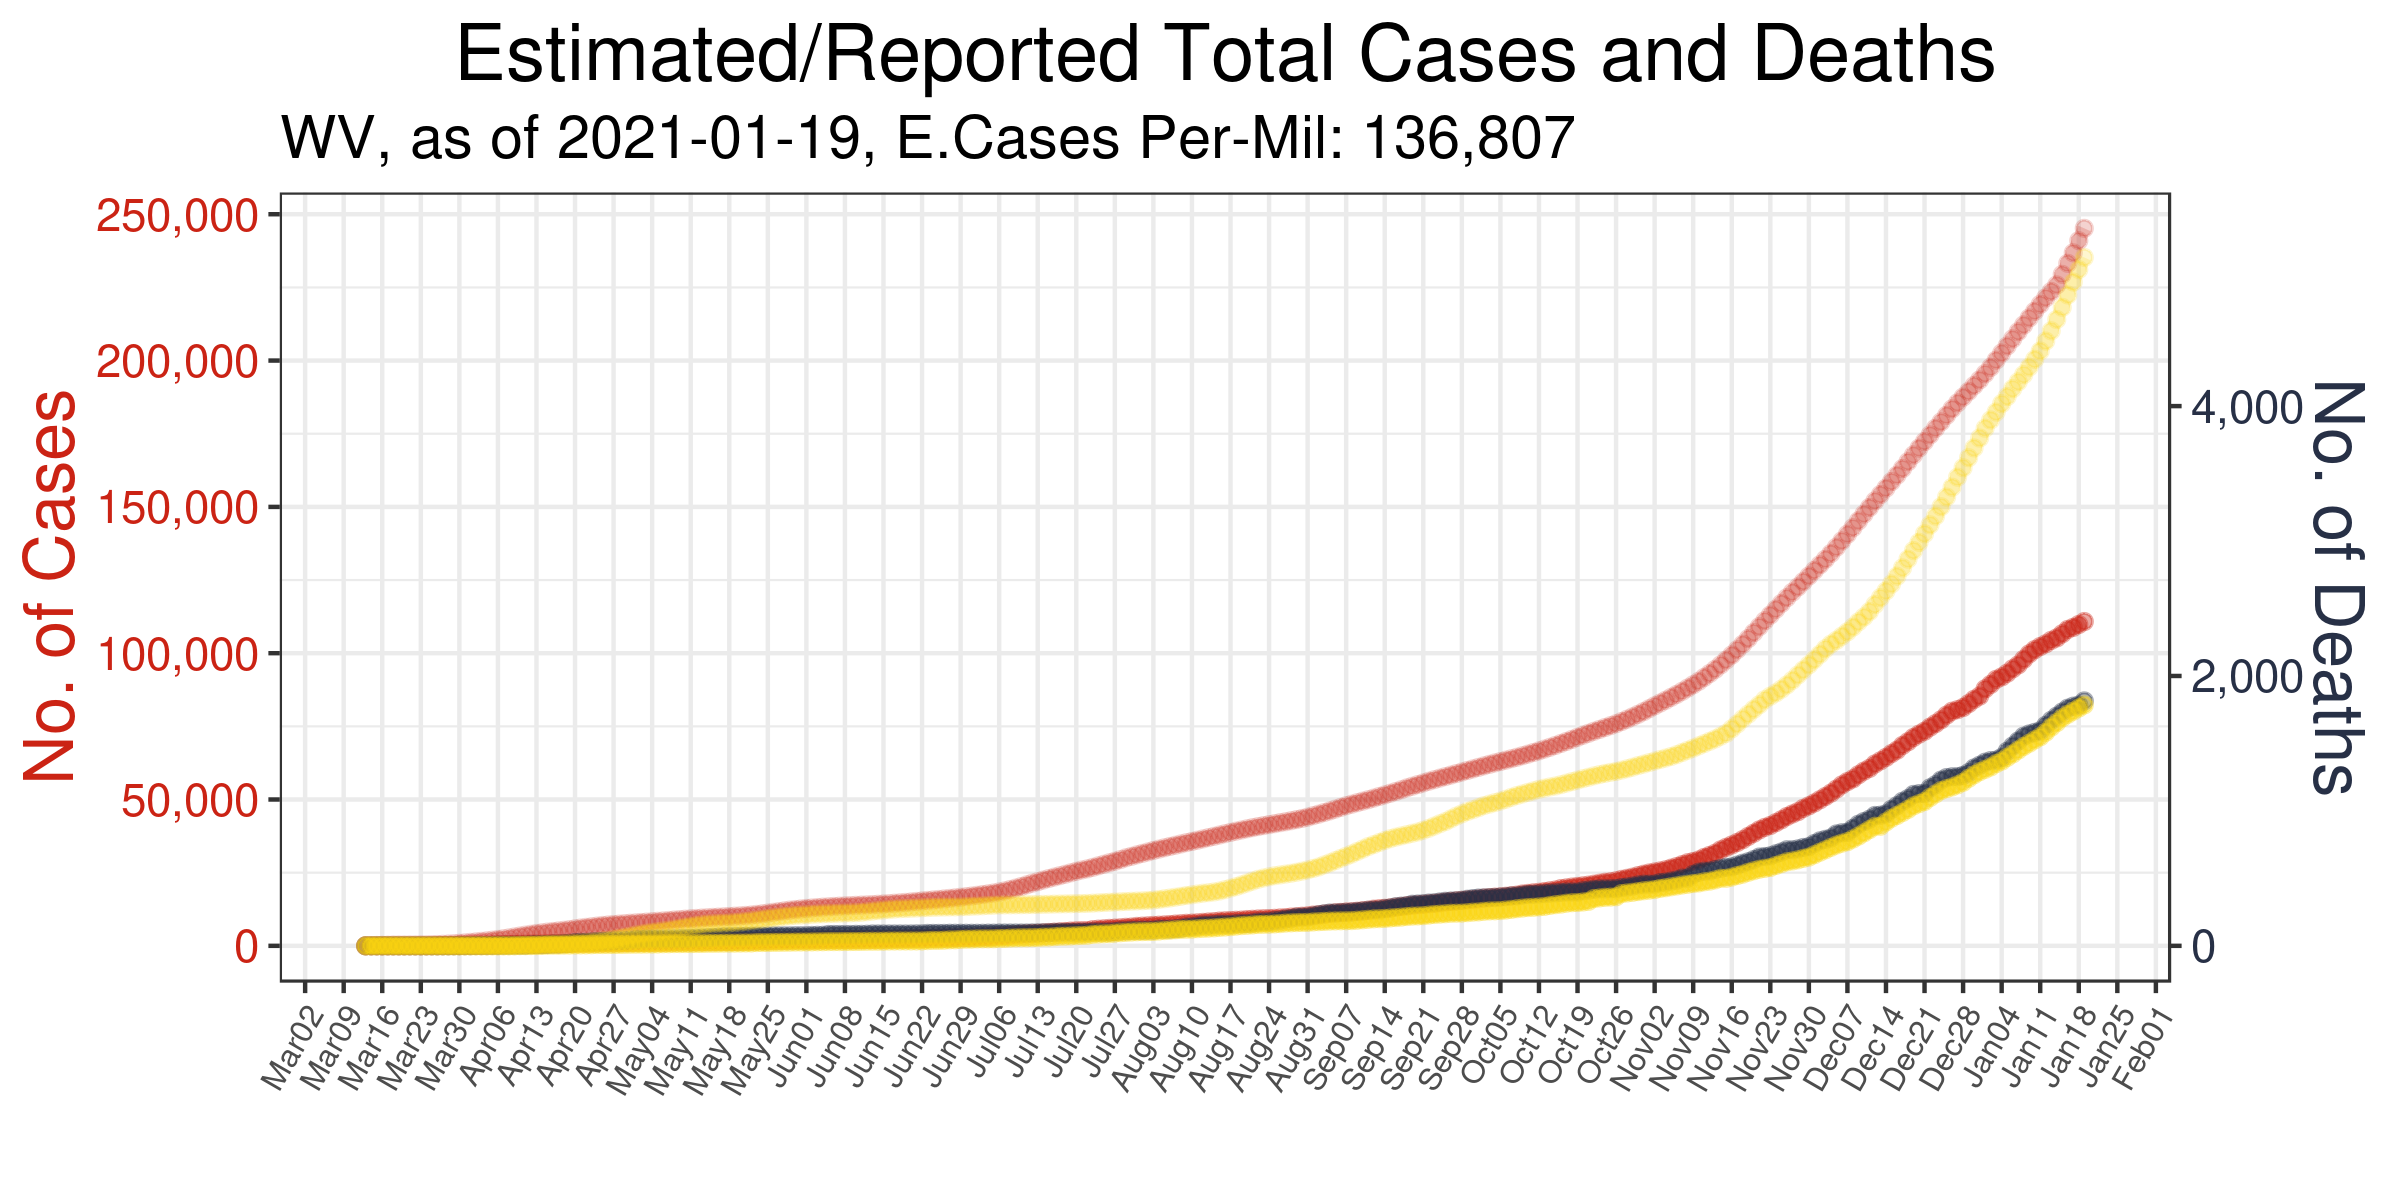 Estimated/Reported Total Cases and Deaths
WV, as of 2021-01-19, E.Cases Per-Mil: 136,807
No. of Cases
250,000
200,000
150,000
100,000
50,000
0
4,000
2,000
0
No. of Deaths
Mar02
Mar09
Mar16
Mar23
Mar30
Apr06
Apr13
Apr20
Apr27
May04
May11
May18
May25
Jun01
Jun08
Jun15
Jun22
Jun29
Jul06
Jul13
Jul20
Jul27
Aug03
Aug10
Aug17
Aug24
Aug31
Sep07
Sep14
Sep21
Sep28
Oct05
Oct12
Oct19
Oct26
Nov02
Nov09
Nov16
Nov23
Nov30
Dec07
Dec14
Dec21
Dec28
Jan04
Jan11
Jan18
Jan25
Feb01